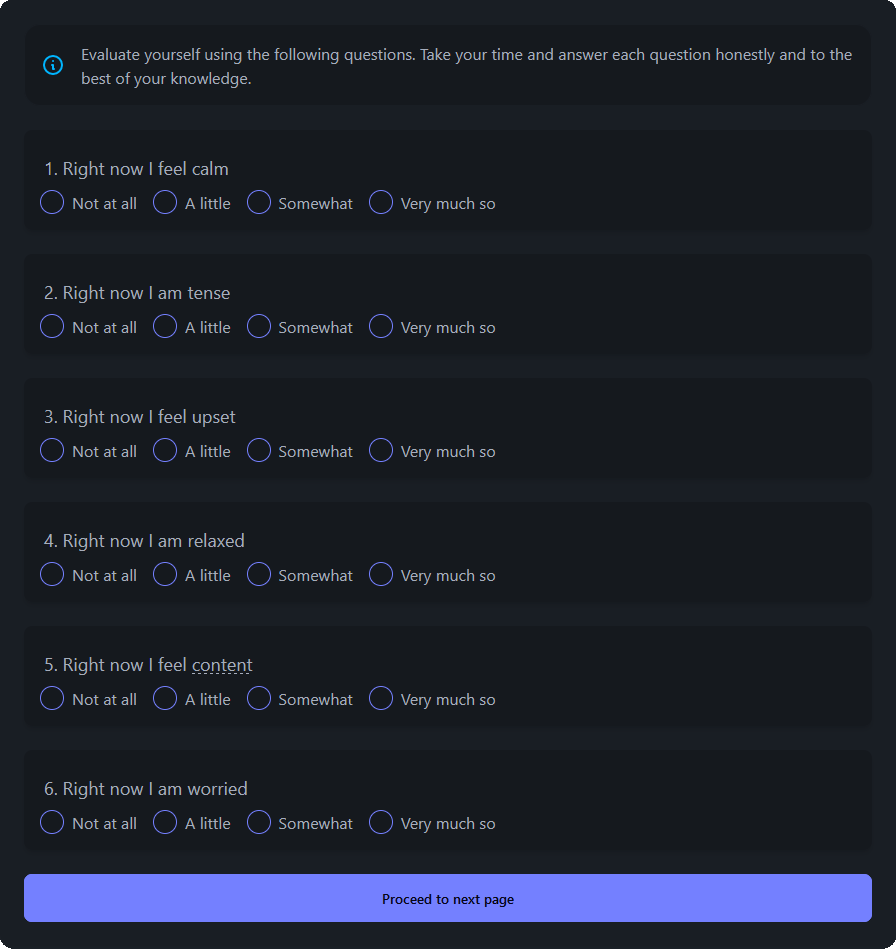 Evaluate yourself using the following questions. Take your time and answer each question honestly and to the
best of your knowledge.
1. Right now I feel calm
Not at all A little Somewhat Very much so
2. Right now I am tense
Not at all A little Somewhat Very much so
3. Right now I feel upset
Not at all A little Somewhat Very much so
4. Right now I am relaxed
Not at all A little Somewhat Very much so
5. Right now I feel content
Not at all A little Somewhat Very much so
6. Right now I am worried
Not at all A little Somewhat Very much so
Proceed to next page